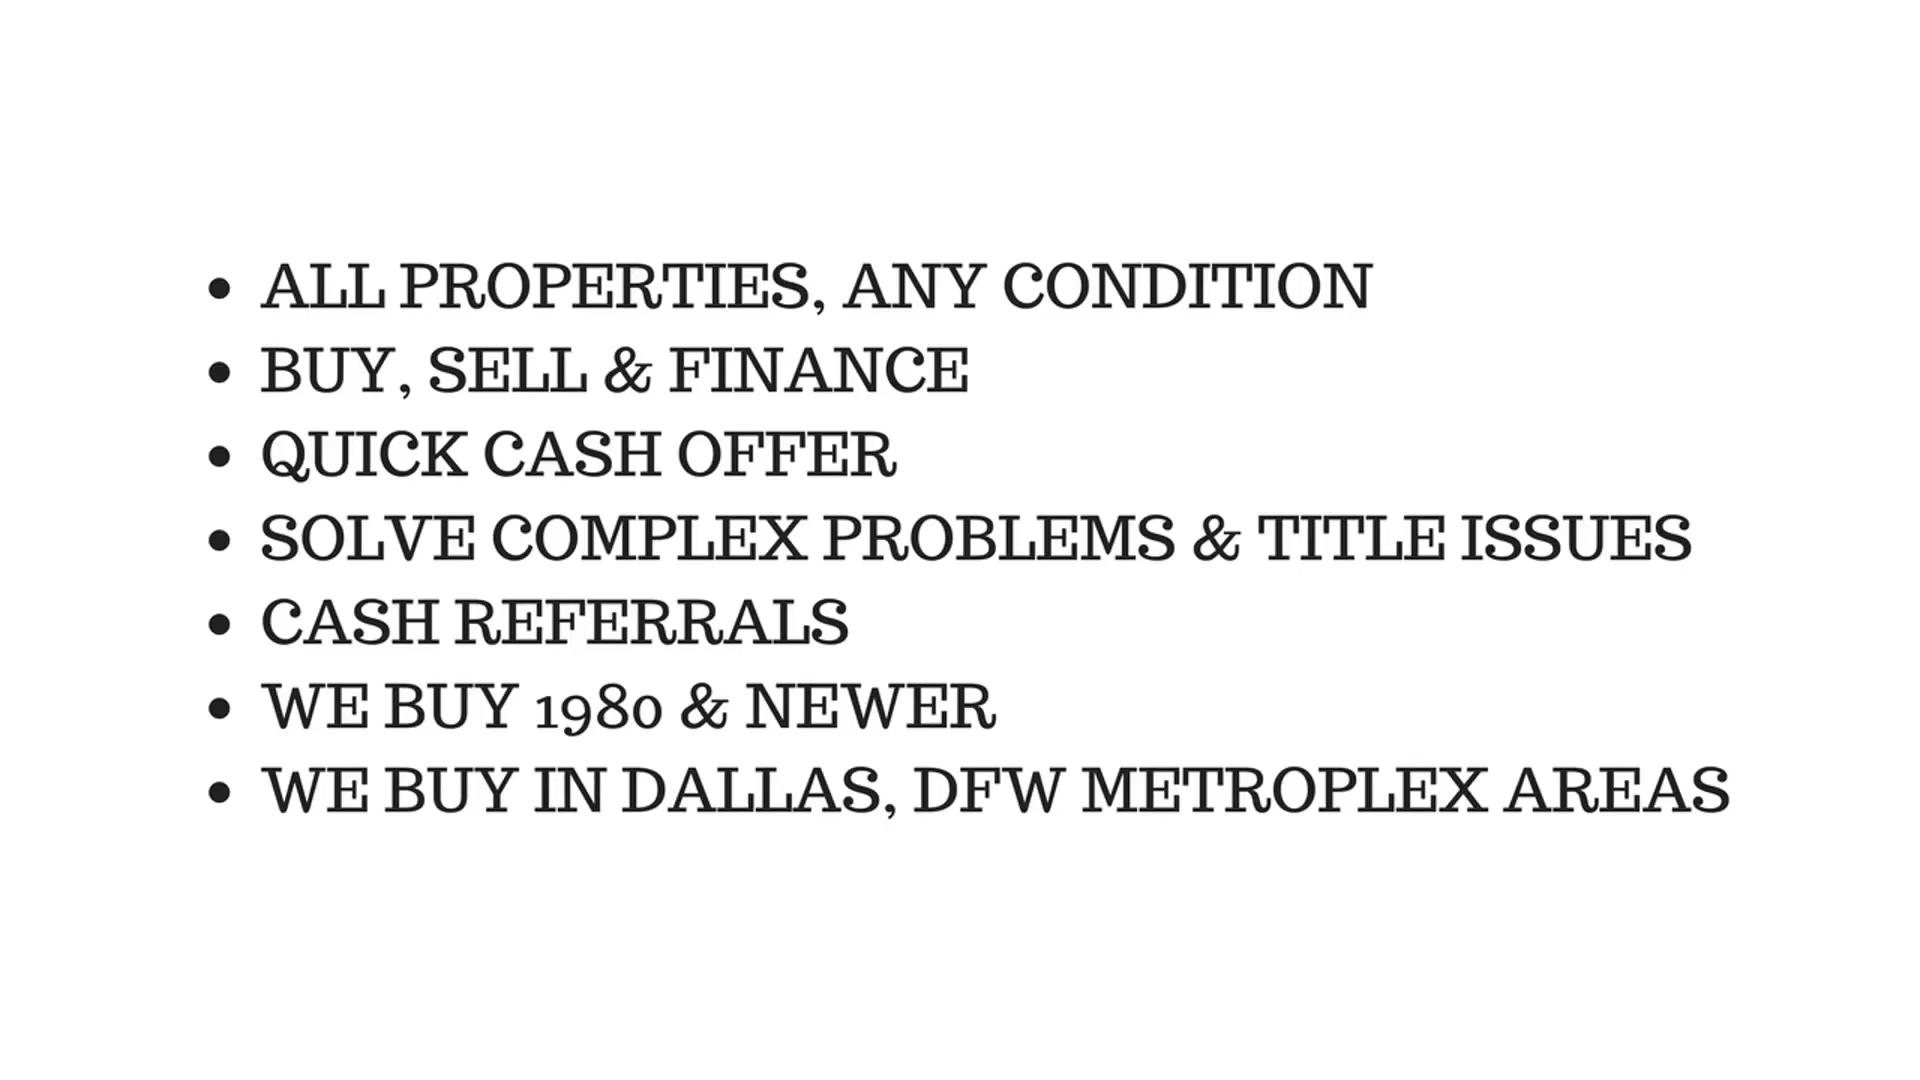 • ALL PROPERTIES, ANY CONDITION
• BUY, SELL & FINANCE
• QUICK CASH OFFER
• SOLVE COMPLEX PROBLEMS & TITLE ISSUES
• CASH REFERRALS
• WE BUY 1980 & NEWER
• WE BUY IN DALLAS, DFW METROPLEX AREAS